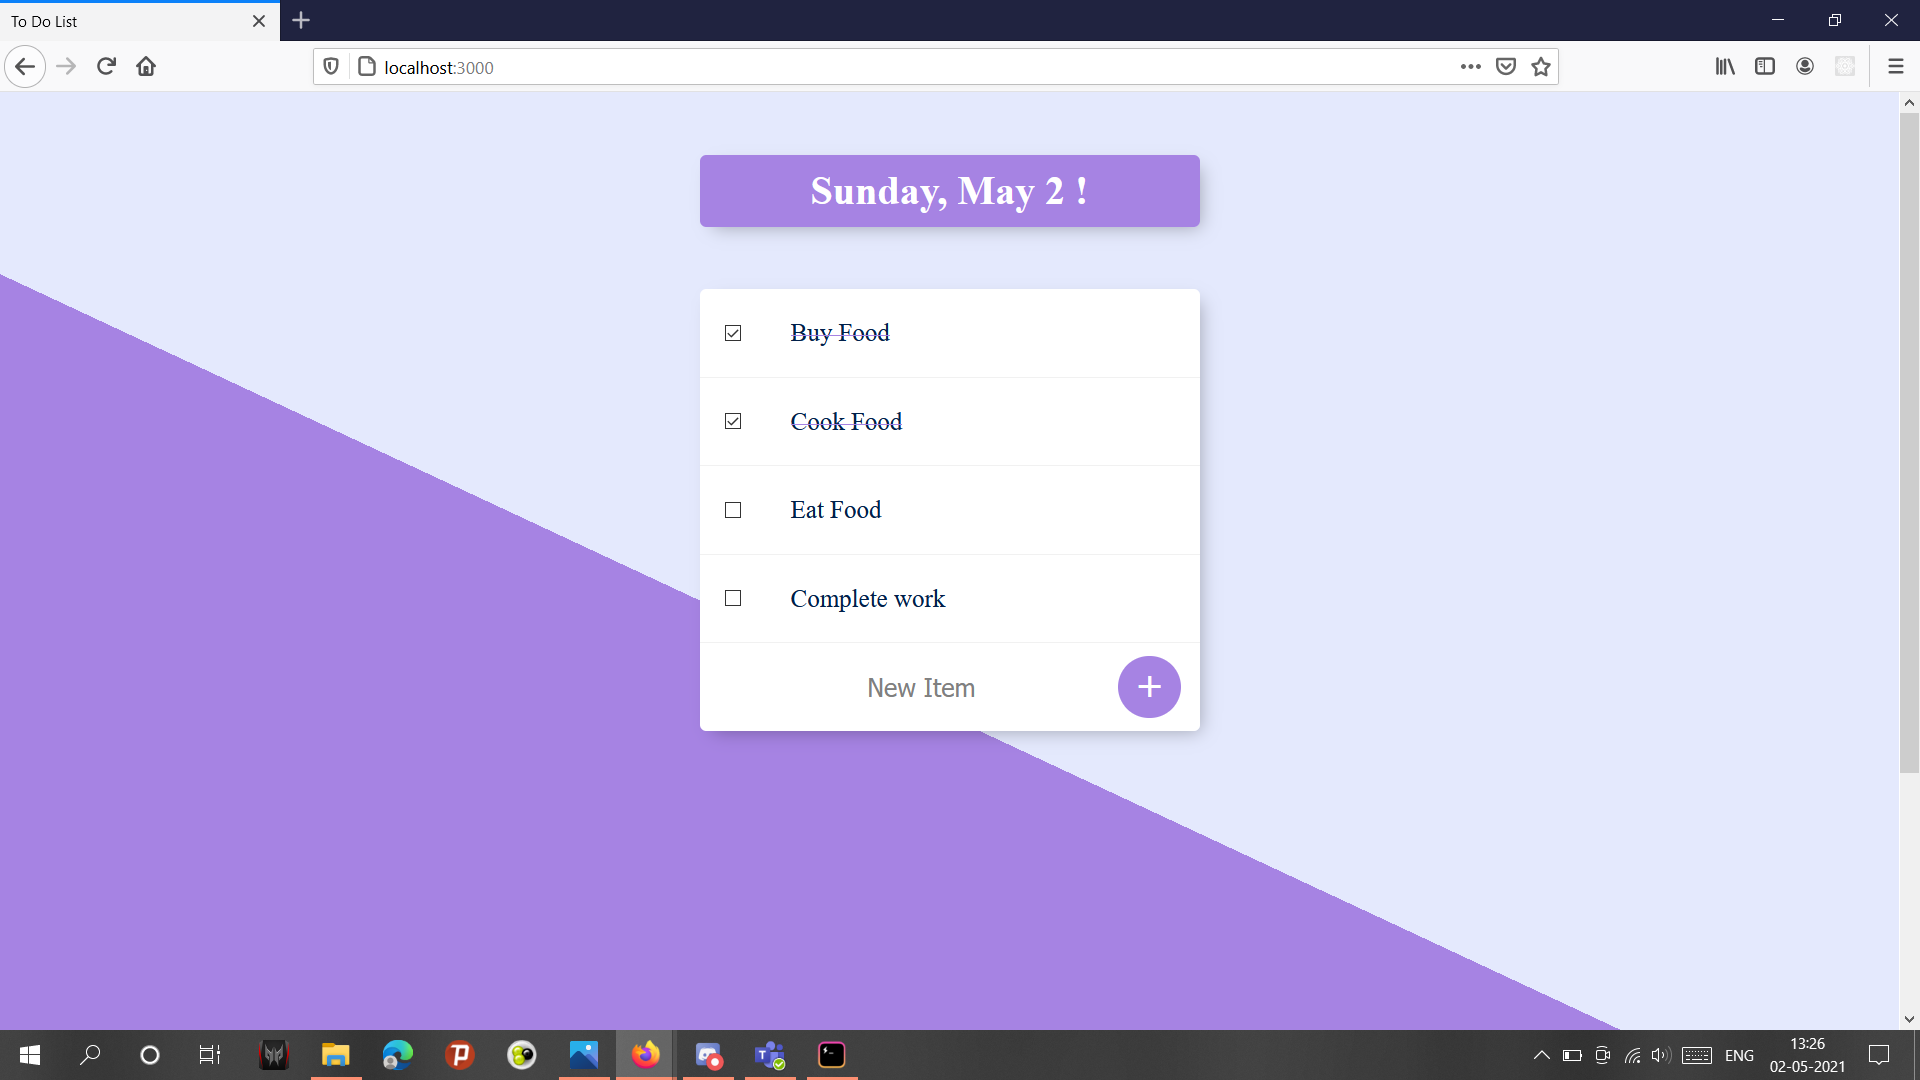 To Do List
localhost:3000
Sunday, May 2 !
Buy Food
Cook Food
Eat Food
Complete work
New Item
+
ENG
13:26
02-05-2021